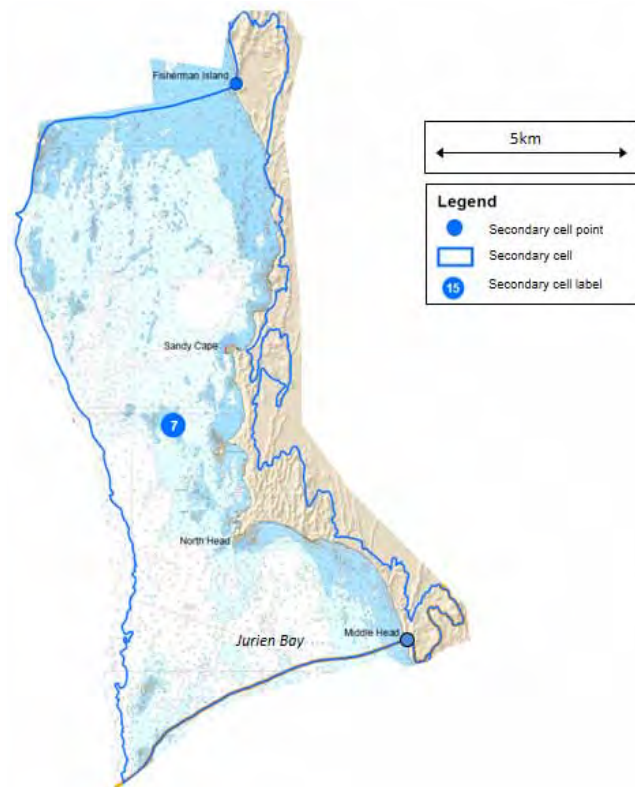 Fisherman Island
5km
Legend
Secondary cell point
Secondary cell
15
Secondary cell label
Sandy Cape
7
North Head
Jurien Bay
Middle Head